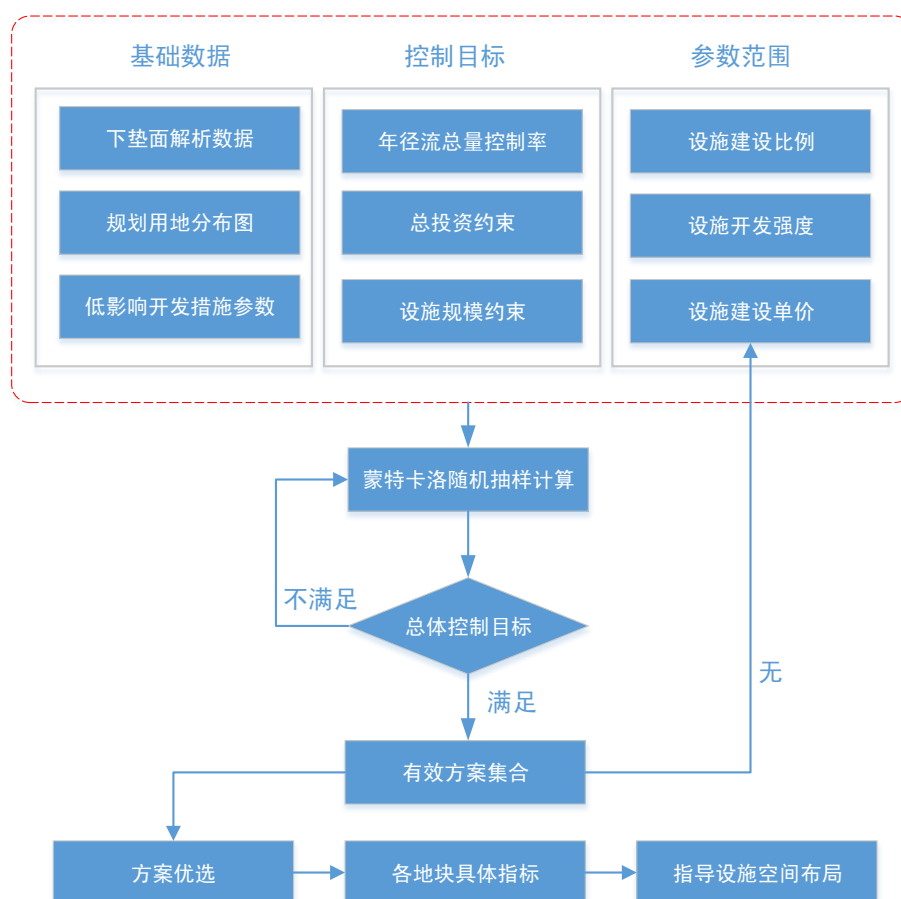 基础数据
控制目标
参数范围
下垫面解析数据
年径流总量控制率
设施建设比例
规划用地分布图
总投资约束
设施开发强度
低影响开发措施参数
设施规模约束
设施建设单价
蒙特卡洛随机抽样计算
不满足
总体控制目标
满足
无
有效方案集合
方案优选
各地块具体指标
指导设施空间布局